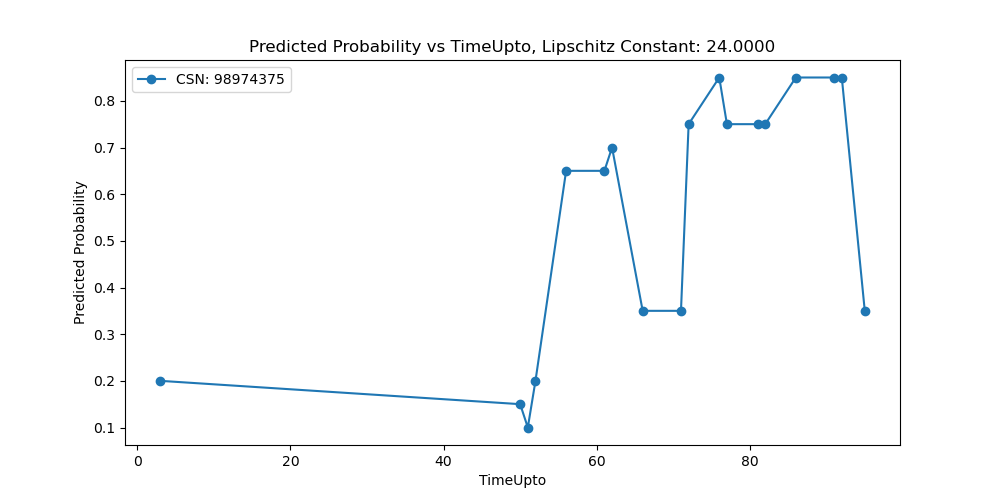 Predicted Probability vs TimeUpto, Lipschitz Constant: 24.0000
CSN: 98974375
Predicted Probability
0.8
0.7
0.6
0.5
0.4
0.3
0.2
0.1
0 20 40 60 80
TimeUpto